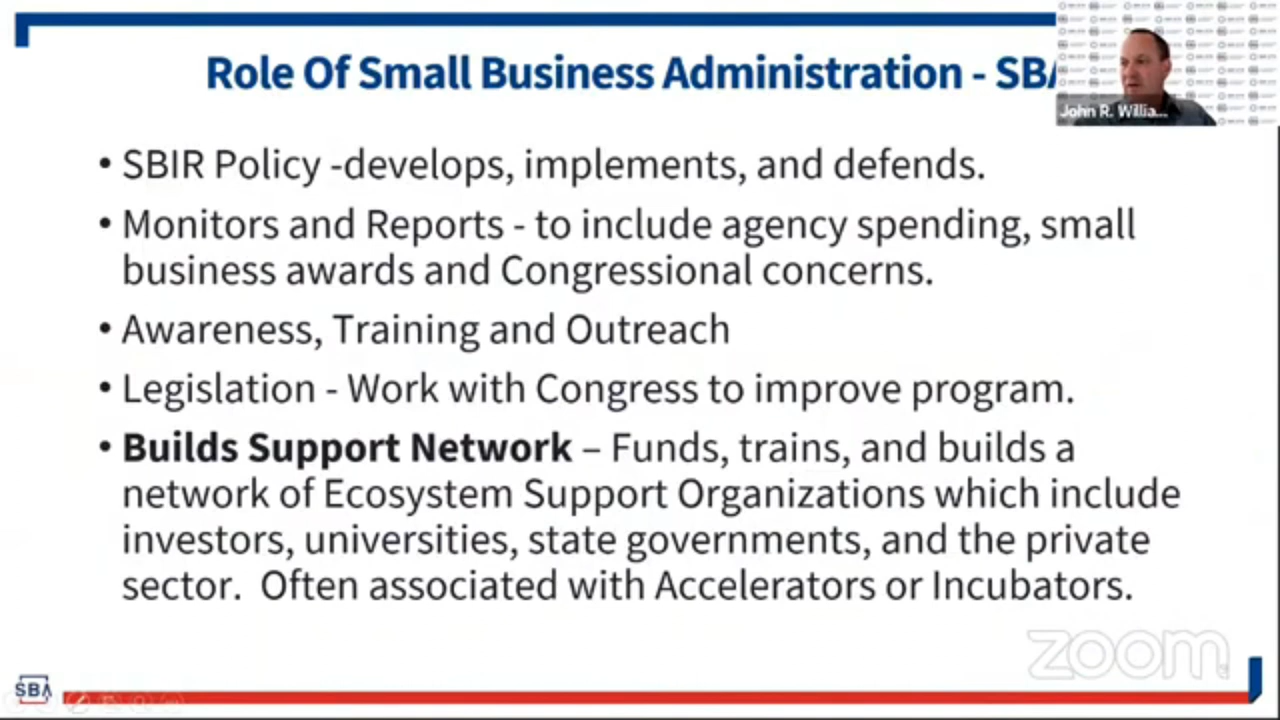 Role Of Small Business Administration - SBA
John R. Willia...
• SBIR Policy -develops, implements, and defends.
• Monitors and Reports - to include agency spending, small
business awards and Congressional concerns.
• Awareness, Training and Outreach
• Legislation - Work with Congress to improve program.
• Builds Support Network – Funds, trains, and builds a
network of Ecosystem Support Organizations which include
investors, universities, state governments, and the private
sector.  Often associated with Accelerators or Incubators.
zoom
SBA